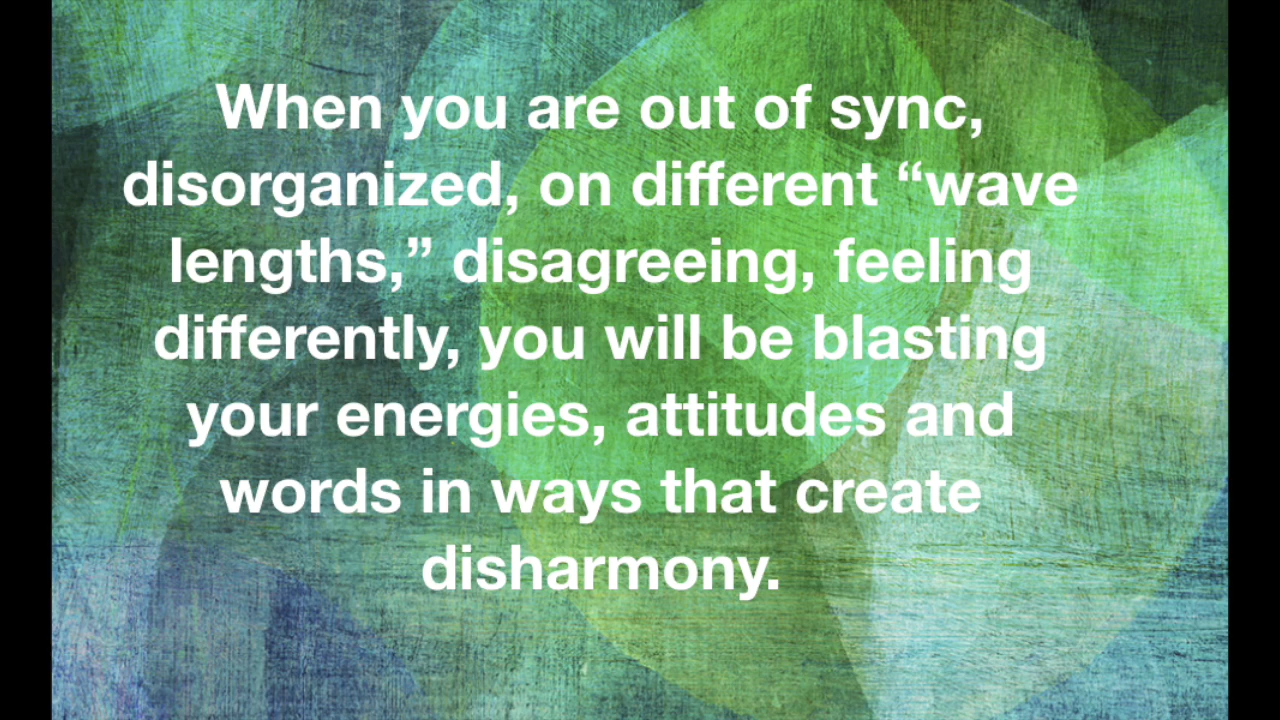 When you are out of sync,
disorganized, on different “wave
lengths,” disagreeing, feeling
differently, you will be blasting
your energies, attitudes and
words in ways that create
disharmony.